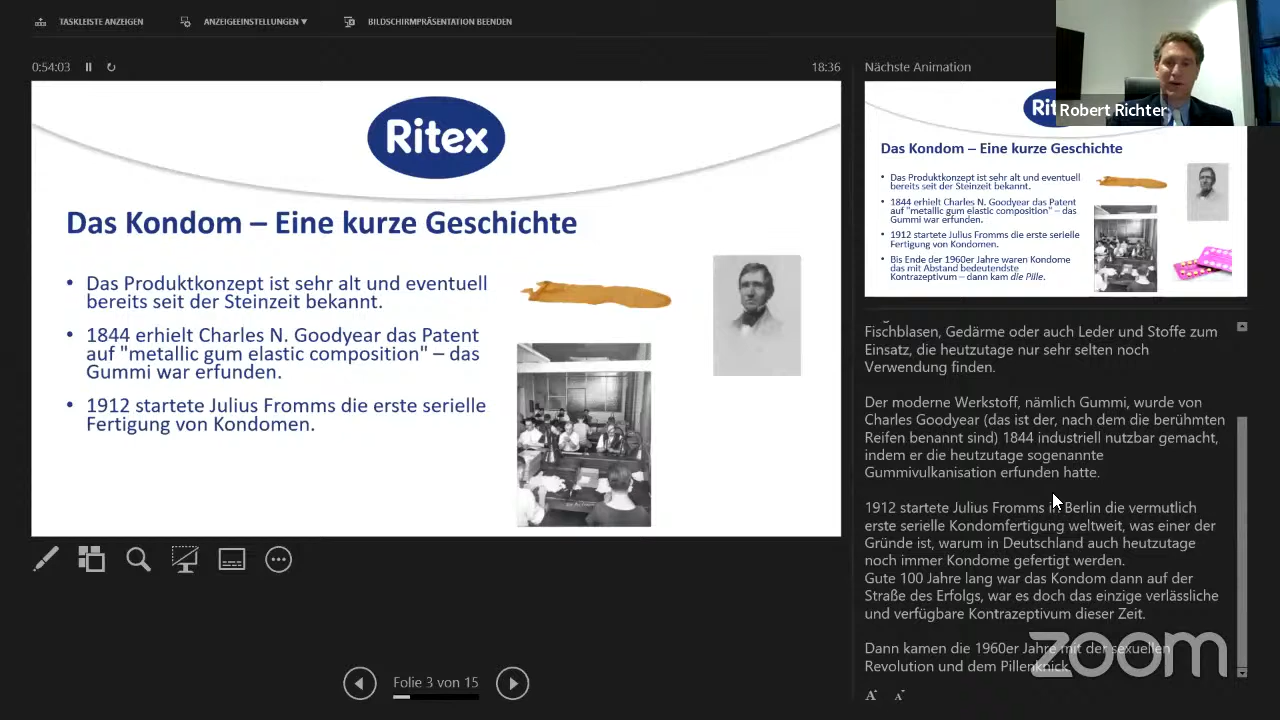 TASKLEISTE ANZEIGEN
ANZEIGEEINSTELLUNGEN ▼
BILDSCHIRMPRÄSENTATION BEENDEN
0:54:03
18:36
Ritex
Das Kondom – Eine kurze Geschichte
• Das Produktkonzept ist sehr alt und eventuell
bereits seit der Steinzeit bekannt.
• 1844 erhielt Charles N. Goodyear das Patent
auf "metallic gum elastic composition" – das
Gummi war erfunden.
• 1912 startete Julius Fromms die erste serielle
Fertigung von Kondomen.
Folie 3 von 15
Nächste Animation
Robert Richter
Rit
Das Kondom – Eine kurze Geschichte
• Das Produktkonzept ist sehr alt und eventuell
bereits seit der Steinzeit bekannt.
• 1844 erhielt Charles N. Goodyear das Patent
auf "metallic gum elastic composition" – das
Gummi war erfunden.
• 1912 startete Julius Fromms die erste serielle
Fertigung von Kondomen.
• Bis Ende der 1960er Jahre waren Kondome
das mit Abstand bedeutendste
Kontrazeptivum – dann kam die Pille.
Fischblasen, Gedärme oder auch Leder und Stoffe zum
Einsatz, die heutzutage nur sehr selten noch
Verwendung finden.
Der moderne Werkstoff, nämlich Gummi, wurde von
Charles Goodyear (das ist der, nach dem die berühmten
Reifen benannt sind) 1844 industriell nutzbar gemacht,
indem er die heutzutage sogenannte
Gummivulkanisation erfunden hatte.
1912 startete Julius Fromms in Berlin die vermutlich
erste serielle Kondomfertigung weltweit, was einer der
Gründe ist, warum in Deutschland auch heutzutage
noch immer Kondome gefertigt werden.
Gute 100 Jahre lang war das Kondom dann auf der
Straße des Erfolgs, war es doch das einzige verlässliche
und verfügbare Kontrazeptivum dieser Zeit.
Dann kamen die 1960er Jahre mit der sexuellen
Revolution und dem Pillenknick
zoom
A A